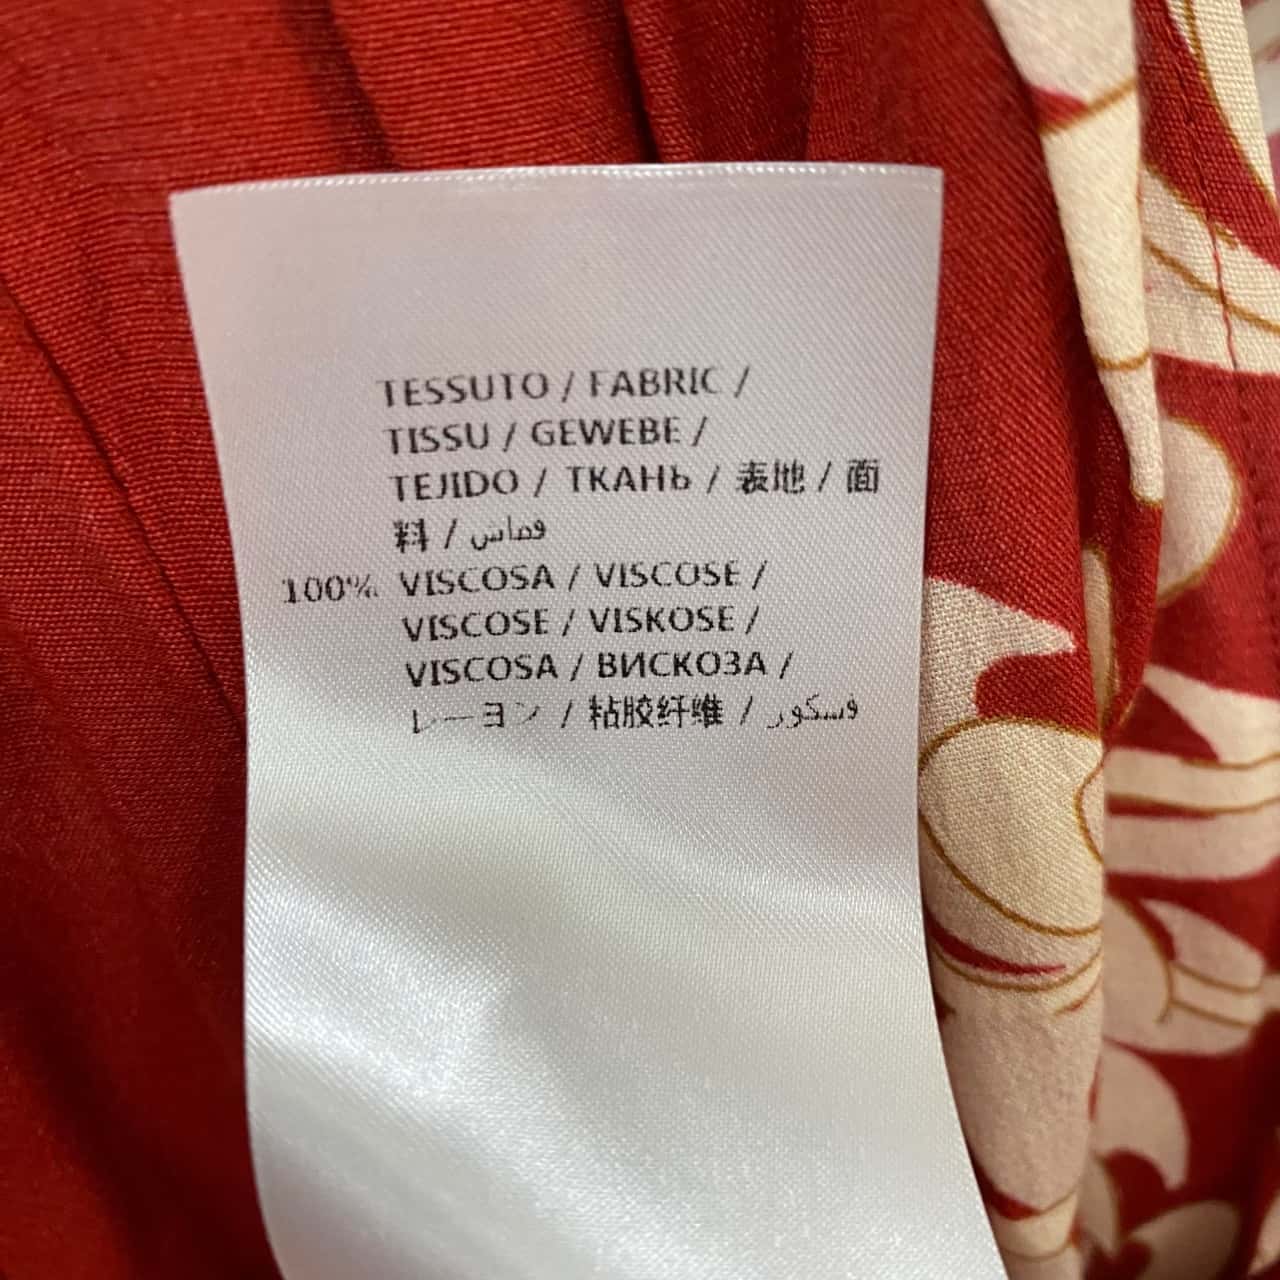 TESSUTO / FABRIC /
TISSU / GEWEBE /
TEJIDO / ТКАНЬ / 表地 / 面
料 / قماش
100% VISCOSA / VISCOSE /
VISCOSE / VISKOSE /
VISCOSA / ВИСКОЗА /
レーヨン / 粘胶纤维 / فسكور